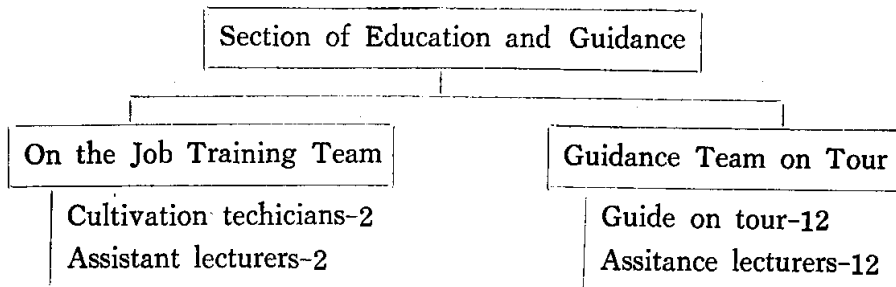 Section of Education and Guidance
On the Job Training Team
Cultivation techicians-2
Assistant lecturers-2
Guidance Team on Tour
Guide on tour-12
Assitance lecturers-12